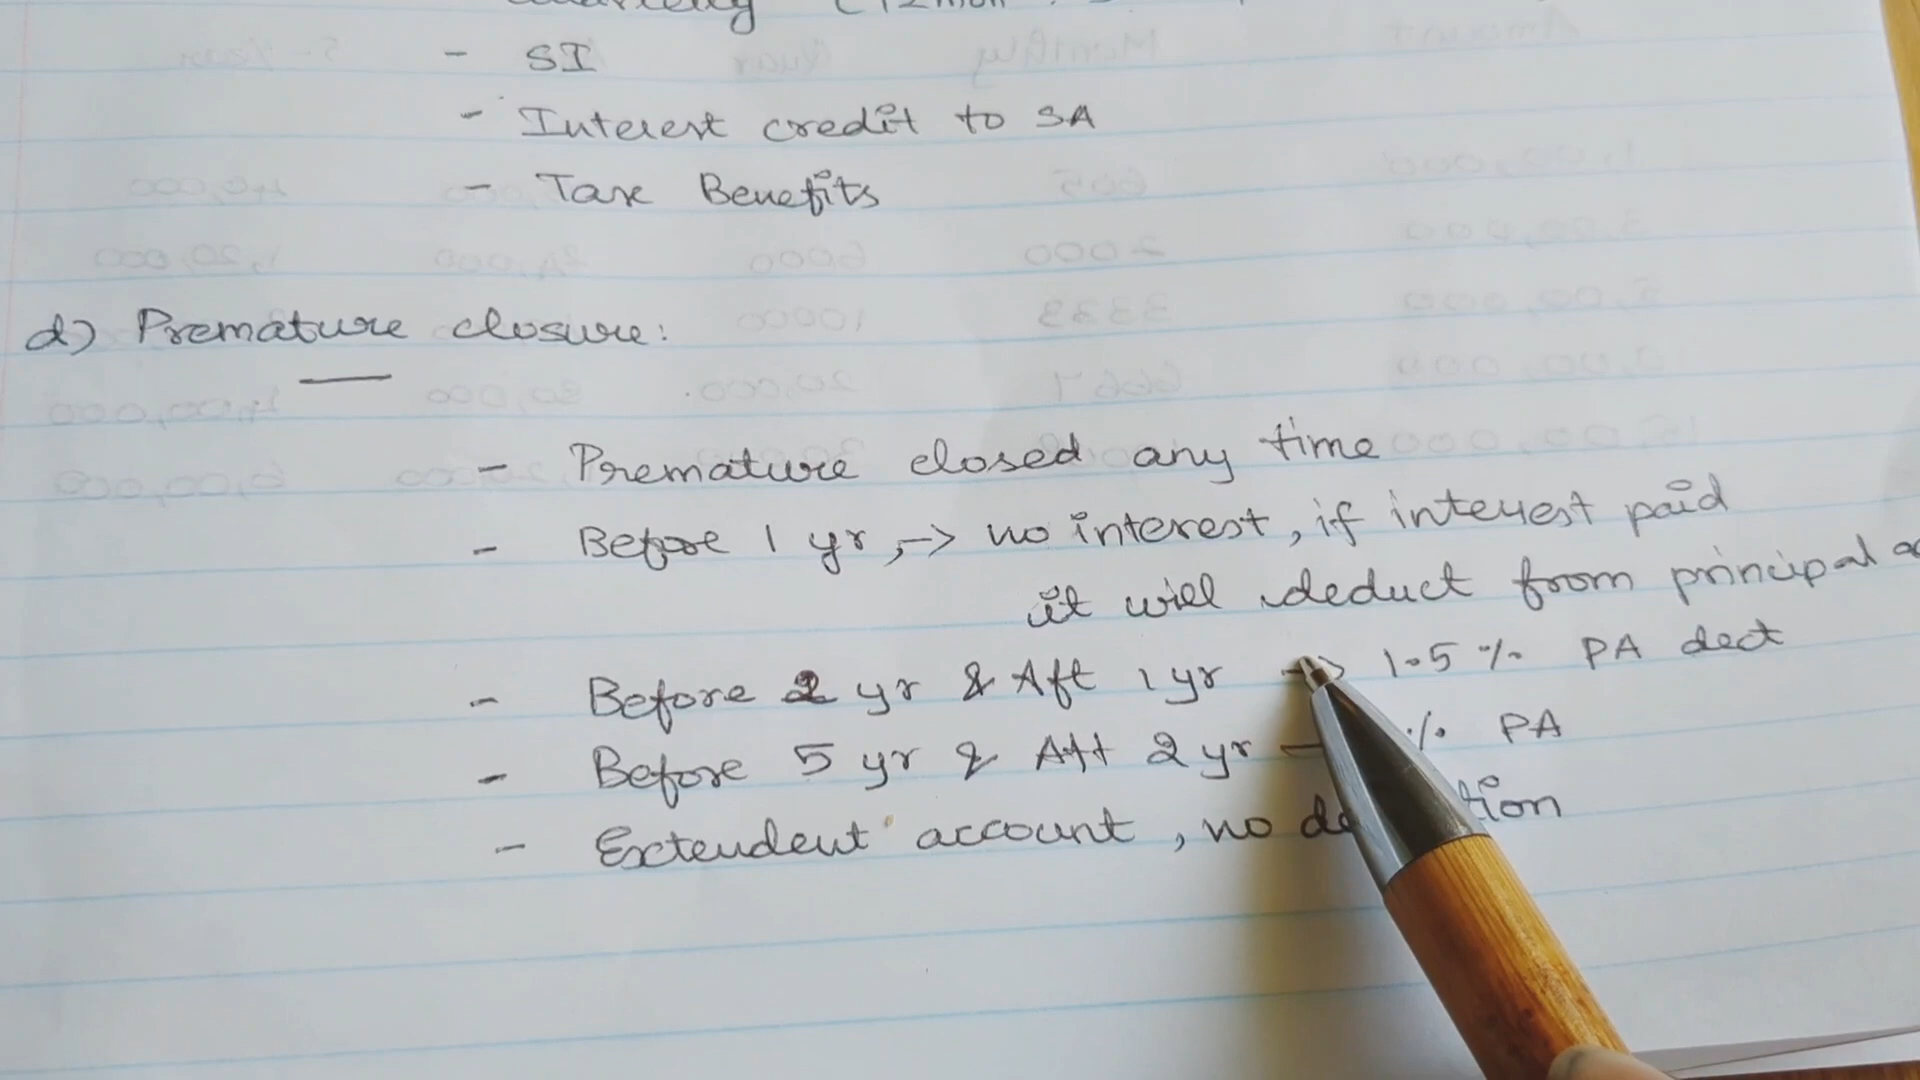 - SI
- Interest credit to SA
- Tax Benefits
d) Premature closure:
- Premature closed any time
- Before 1 yr, -> no interest, if interest paid
it will deduct from principal
- Before 2 yr & Aft 1 yr -> 1.5 % PA dect
- Before 5 yr & Aft 2 yr - % PA
- Extendent account, no